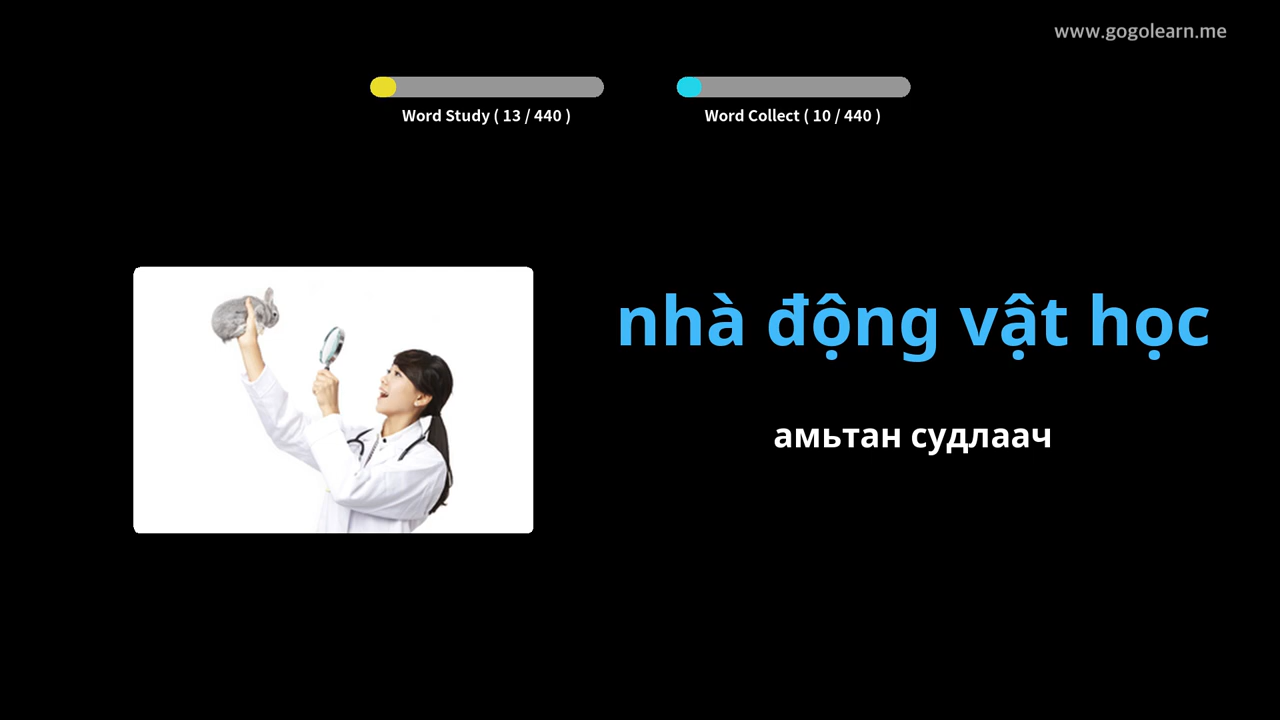 www.gogolearn.me
Word Study ( 13 / 440 )
Word Collect ( 10 / 440 )
nhà động vật học
амьтан судлаач